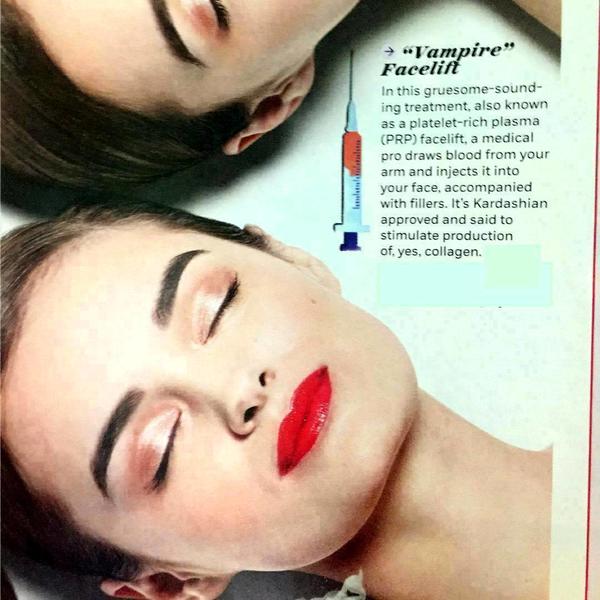 → “Vampire”
Facelift
In this gruesome-sound-
ing treatment, also known
as a platelet-rich plasma
(PRP) facelift, a medical
pro draws blood from your
arm and injects it into
your face, accompanied
with fillers. It’s Kardashian
approved and said to
stimulate production
of, yes, collagen.